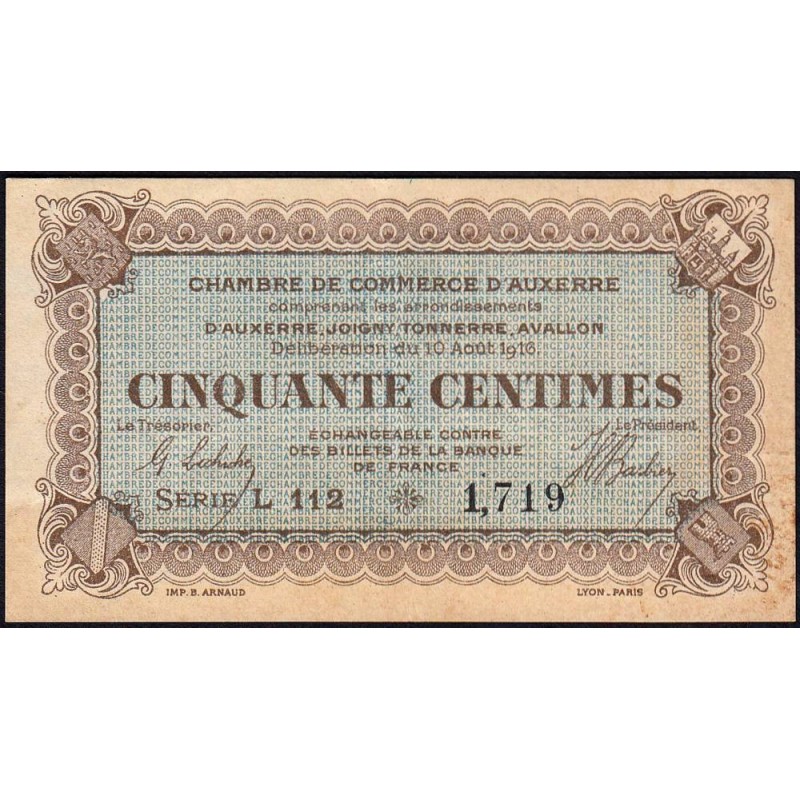 CHAMBRE DE COMMERCE D'AUXERRE
comprenant les arrondissements
D'AUXERRE, JOIGNY, TONNERRE, AVALLON
Délibération du 10 Août 1916
CINQUANTE CENTIMES
Le Trésorier, Le Président,
ÉCHANGEABLE CONTRE
DES BILLETS DE LA BANQUE
DE FRANCE
SÉRIE L 112 1,719
IMP. B. ARNAUD LYON - PARIS